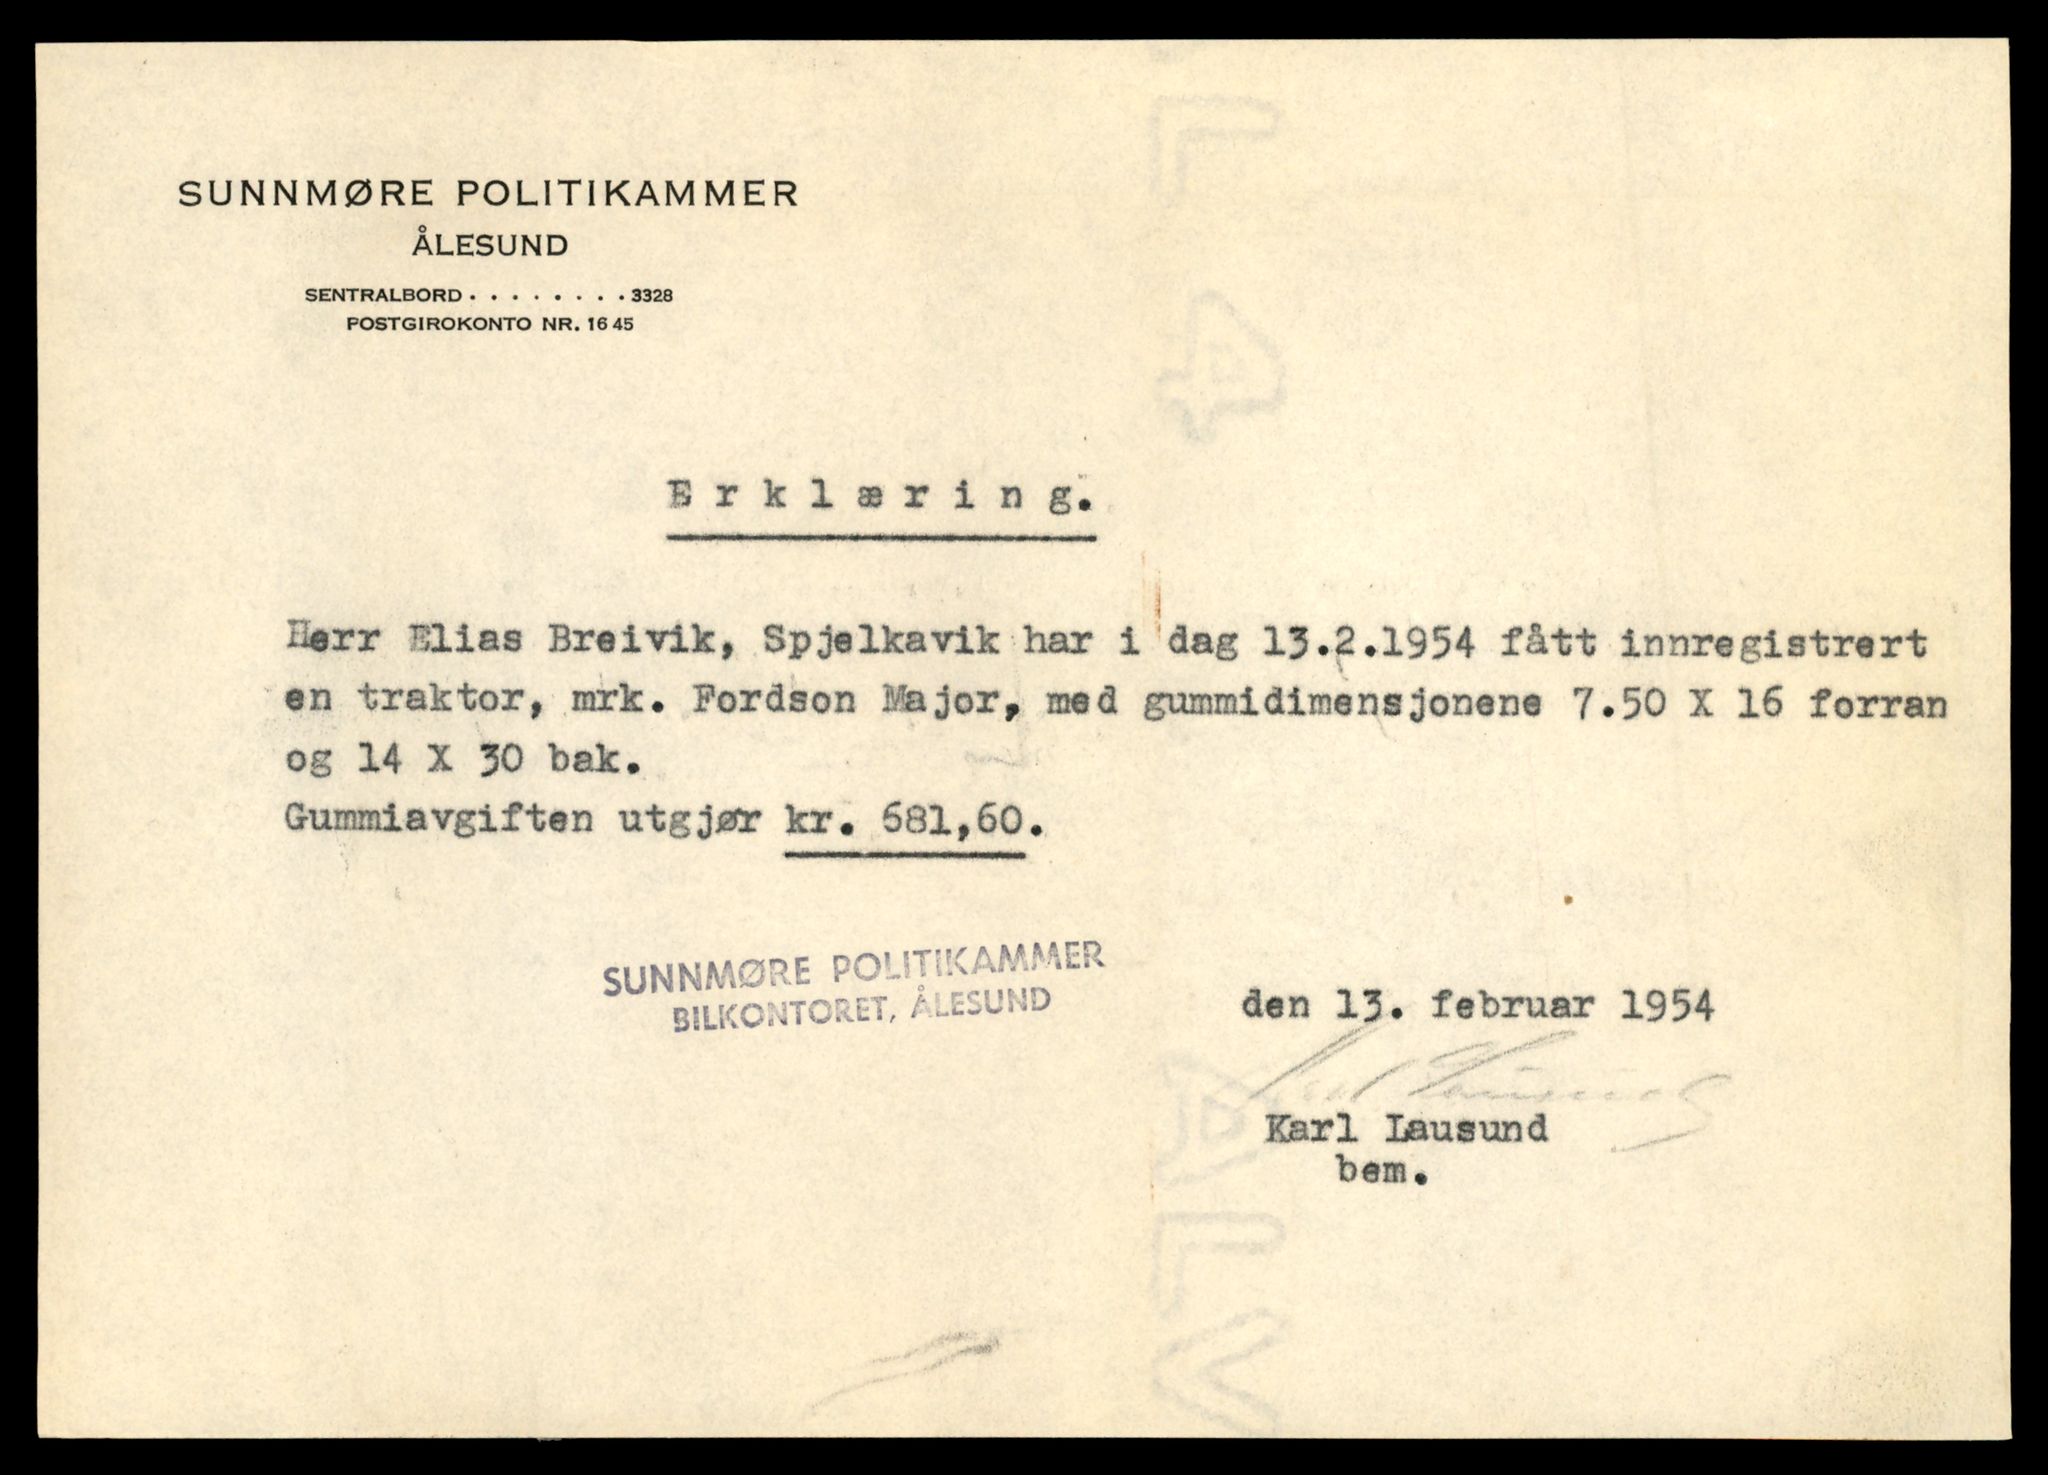 SUNNMØRE POLITIKAMMER
ÅLESUND
SENTRALBORD . . . . . . . . 3328
POSTGIROKONTO NR. 16 45
Erklæring.
Herr Elias Breivik, Spjelkavik har i dag 13.2.1954 fått innregistrert
en traktor, mrk. Fordson Major, med gummidimensjonene 7.50 X 16 forran
og 14 X 30 bak.
Gummiavgiften utgjør kr. 681,60.
SUNNMØRE POLITIKAMMER
BILKONTORET, ÅLESUND
den 13. februar 1954
Karl Lausund
Karl Lausund
bem.